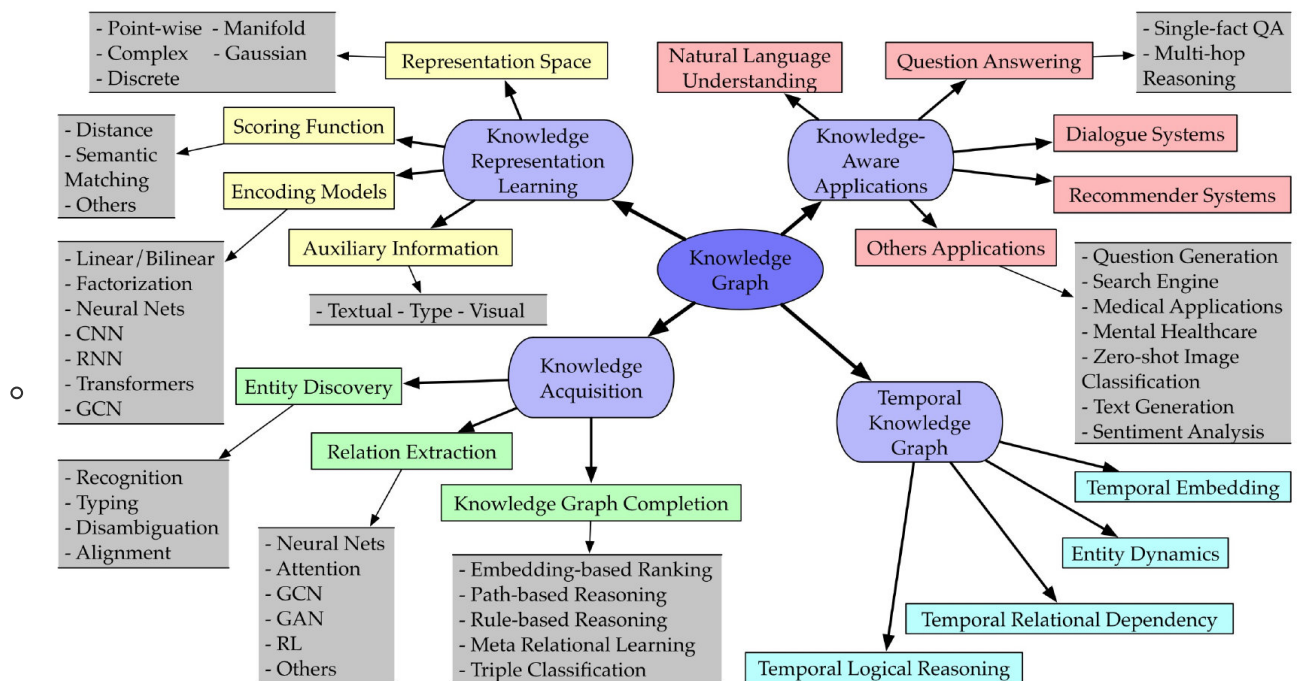 - Point-wise - Manifold
- Complex - Gaussian
- Discrete
Representation Space
Natural Language
Understanding
Question Answering
- Single-fact QA
- Multi-hop
Reasoning
- Distance
- Semantic
Matching
- Others
Scoring Function
Knowledge
Representation
Learning
Knowledge-
Aware
Applications
Dialogue Systems
Encoding Models
Recommender Systems
Auxiliary Information
Knowledge
Graph
Others Applications
- Linear/Bilinear
- Factorization
- Neural Nets
- CNN
- RNN
- Transformers
- GCN
- Textual - Type - Visual
- Question Generation
- Search Engine
- Medical Applications
- Mental Healthcare
- Zero-shot Image
Classification
- Text Generation
- Sentiment Analysis
Knowledge
Acquisition
Entity Discovery
Temporal
Knowledge
Graph
Relation Extraction
Knowledge Graph Completion
Temporal Embedding
- Recognition
- Typing
- Disambiguation
- Alignment
- Neural Nets
- Attention
- GCN
- GAN
- RL
- Others
- Embedding-based Ranking
- Path-based Reasoning
- Rule-based Reasoning
- Meta Relational Learning
- Triple Classification
Entity Dynamics
Temporal Relational Dependency
Temporal Logical Reasoning